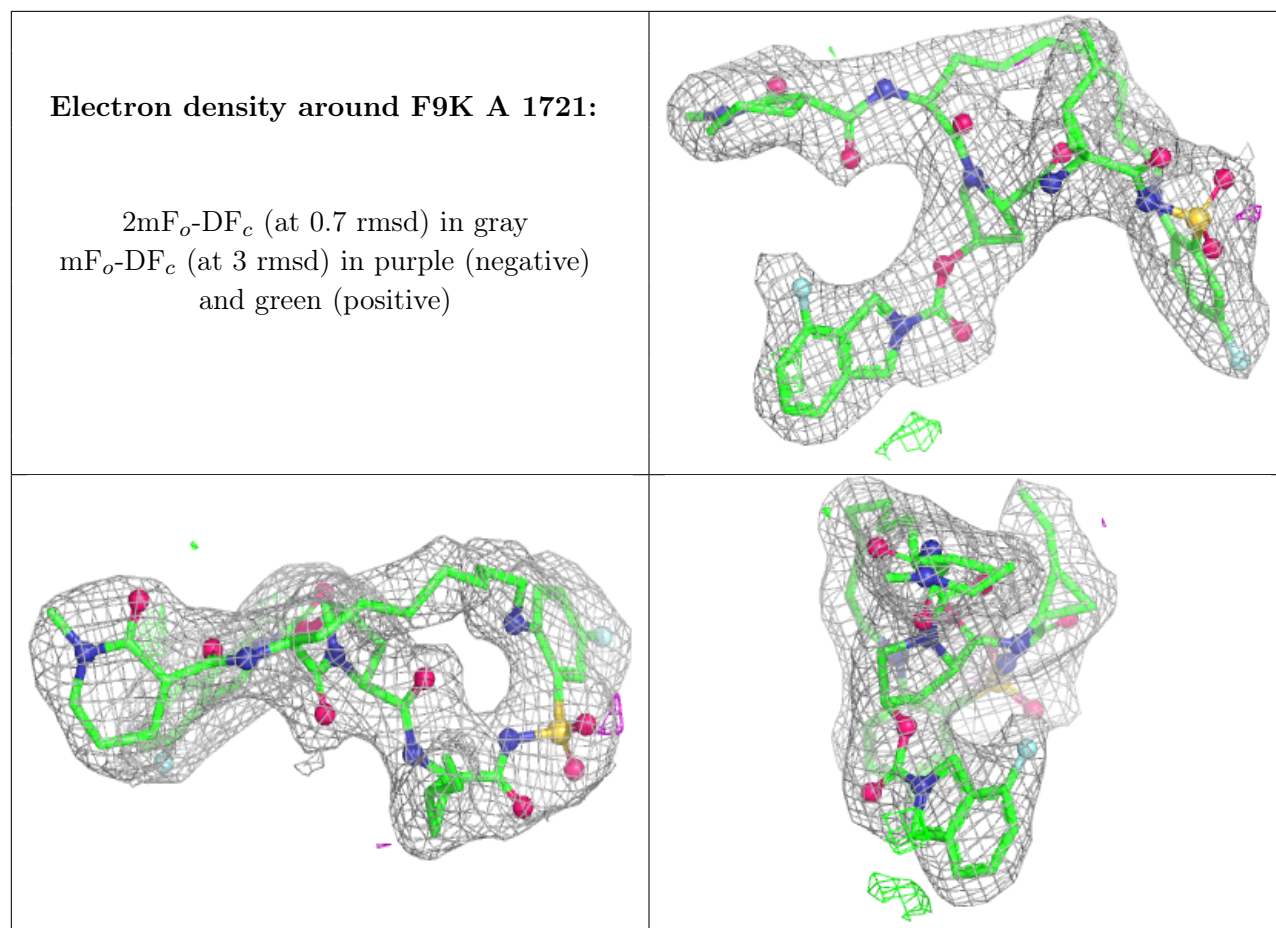 Electron density around F9K A 1721:
2mFo-DFc (at 0.7 rmsd) in gray
mFo-DFc (at 3 rmsd) in purple (negative)
and green (positive)